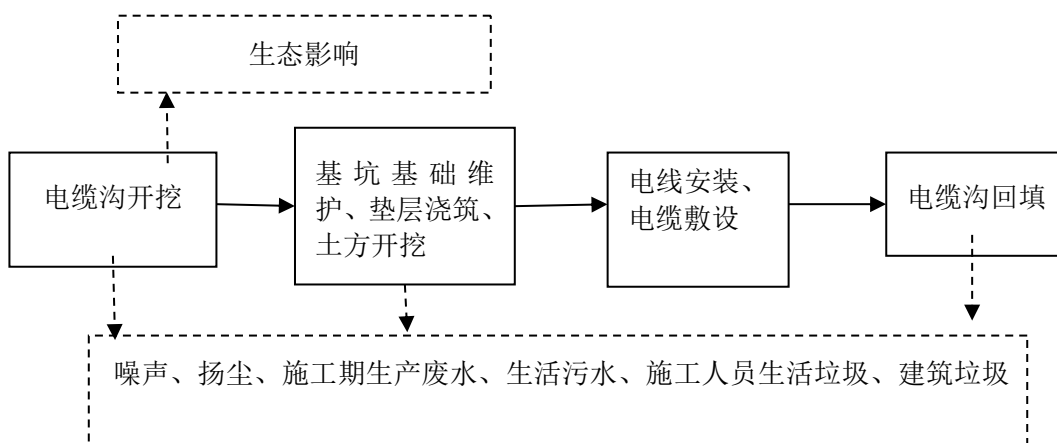 生态影响
电缆沟开挖
基坑基础维
护、垫层浇筑、
土方开挖
电线安装、
电缆敷设
电缆沟回填
噪声、扬尘、施工期生产废水、生活污水、施工人员生活垃圾、建筑垃圾